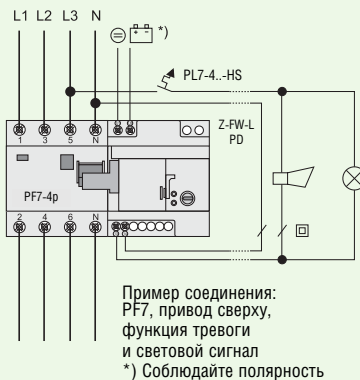 L1 L2 L3 N
*)
PL7-4..-HS
Z-FW-L
PD
1 3 5 N
PF7-4p
2 4 6 N
Пример соединения:
PF7, привод сверху,
функция тревоги
и световой сигнал
*) Соблюдайте полярность